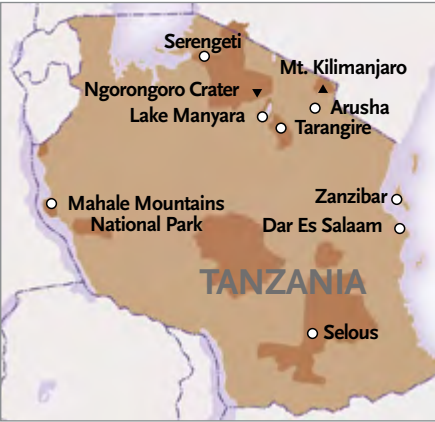 Serengeti
Mt. Kilimanjaro
Ngorongoro Crater
Arusha
Lake Manyara
Tarangire
Mahale Mountains
National Park
Zanzibar
Dar Es Salaam
TANZANIA
Selous